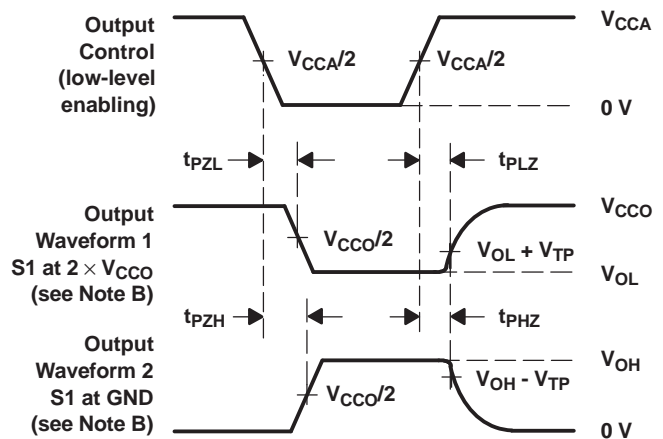 Output
Control
(low-level
enabling)
VCCA/2
VCCA/2
VCCA
0 V
tPZL
tPLZ
Output
Waveform 1
S1 at 2 × VCCO
(see Note B)
VCCO/2
VCCO
VOL + VTP
VOL
tPZH
tPHZ
Output
Waveform 2
S1 at GND
(see Note B)
VCCO/2
VOH
VOH - VTP
0 V